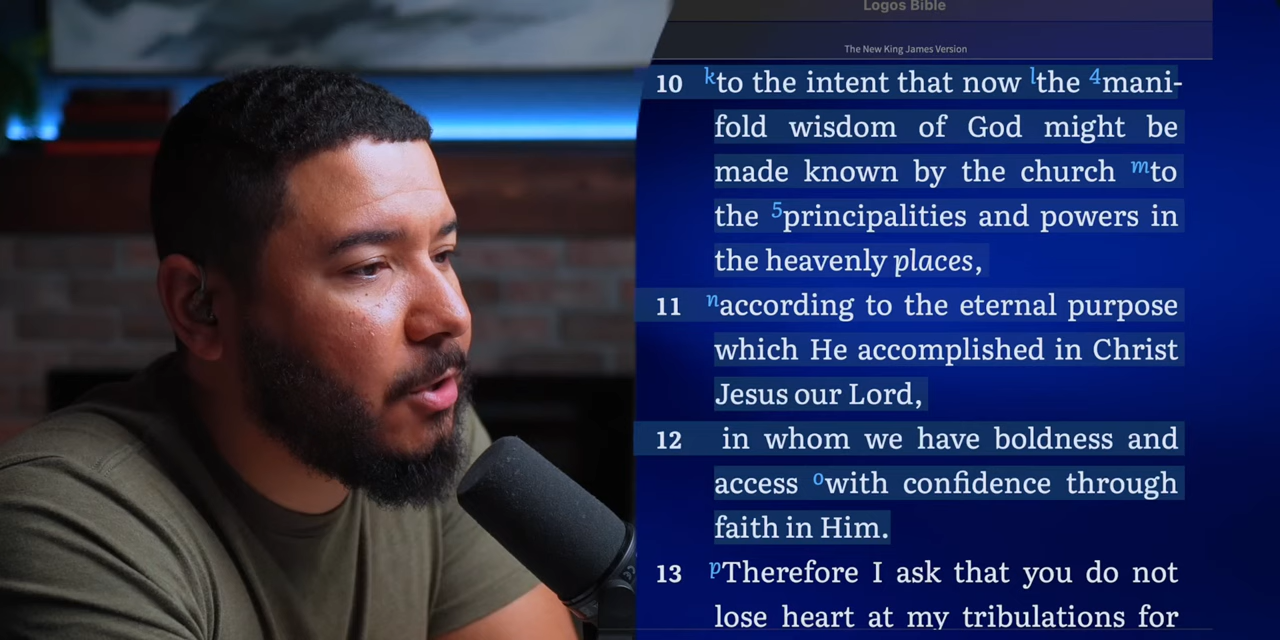 Logos Bible
The New King James Version
10 kto the intent that now lthe 4mani-
fold wisdom of God might be
made known by the church mto
the 5principalities and powers in
the heavenly places,
11 naccording to the eternal purpose
which He accomplished in Christ
Jesus our Lord,
12 in whom we have boldness and
access owith confidence through
faith in Him.
13 pTherefore I ask that you do not
lose heart at my tribulations for